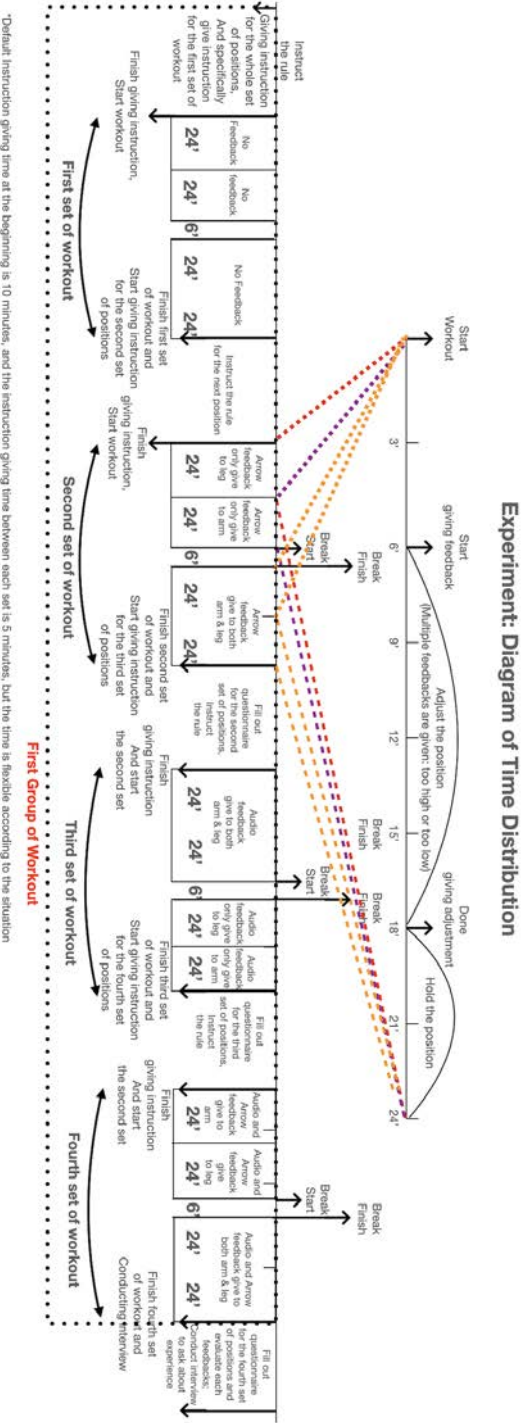 Experiment: Diagram of Time Distribution
Start
Workout
3'
Start
giving feedback
6'
Adjust the position
(Multiple feedbacks are given: too high or too low)
9'
12'
15'
Done
giving adjustment
18'
Hold the position
21'
24'
Break
Start
Break
Finish
Break
Finish
Break
Start
Break
Finish
Break
Start
Break
Finish
Instruct
the rule
Giving instruction
for the whole set
of positions,
And specifically
give instruction
for the first set of
workout
No
Feedback
24'
No
feedback
24'
6'
No Feedback
24'
24'
Instruct the rule
for the next position
Arrow
feedback
only give
to leg
24'
Arrow
feedback
only give
to arm
24'
6'
Arrow
feedback
give to both
arm & leg
24'
24'
Fill out
questionnaire
for the second
set of positions,
Instruct
the rule
Audio
feedback
give to both
arm & leg
24'
24'
6'
Audio
feedback
only give
to leg
24'
Audio
feedback
only give
to arm
24'
Fill out
questionnaire
for the third
set of positions,
Instruct
the rule
Audio and
Arrow
feedback
give to
arm
24'
Audio and
Arrow
feedback
give
to leg
24'
6'
Audio and Arrow
feedback give to
both arm & leg
24'
24'
Fill out
questionnaire
for the fourth set
of positions and
evaluate each
feedbacks;
Conduct interview
to ask about
experience
Finish giving instruction,
Start workout
Finish first set
of workout and
Start giving instruction
for the second set
of positions
Finish
giving instruction,
Start workout
Finish second set
of workout and
Start giving instruction
for the third set
of positions
Finish
giving instruction
And start
the second set
Finish third set
of workout and
Start giving instruction
for the fourth set
of positions
Finish
giving instruction
And start
the second set
Finish fourth set
of workout and
Conducting interview
First set of workout
Second set of workout
Third set of workout
Fourth set of workout
First Group of Workout
*Default Instruction giving time at the beginning is 10 minutes, and the instruction giving time between each set is 5 minutes, but the time is flexible according to the situation